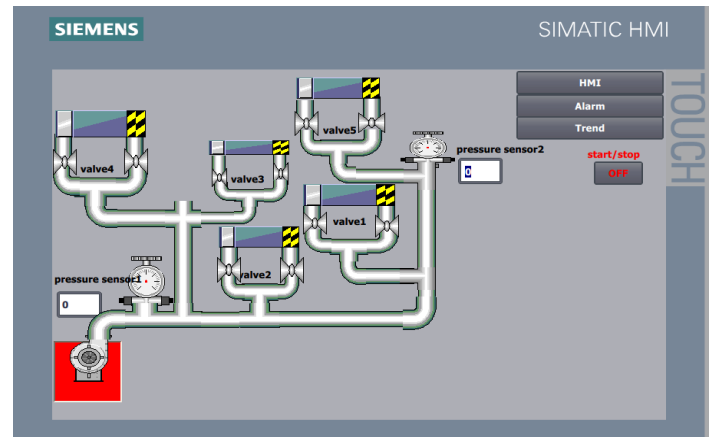 SIEMENS
SIMATIC HMI
TOUCH
HMI
Alarm
Trend
valve5
pressure sensor2
0
start/stop
OFF
valve4
valve3
valve1
valve2
pressure sensor1
0